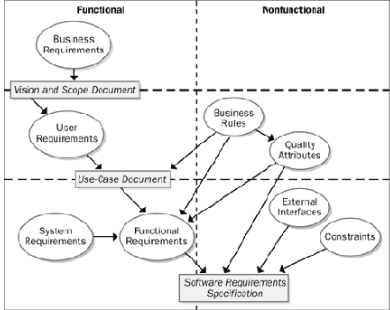 Functional
Nonfunctional
Business
Requirements
Vision and Scope Document
User
Requirements
Business
Rules
Quality
Attributes
Use-Case Document
External
Interfaces
System
Requirements
Functional
Requirements
Constraints
Software Requirements
Specification